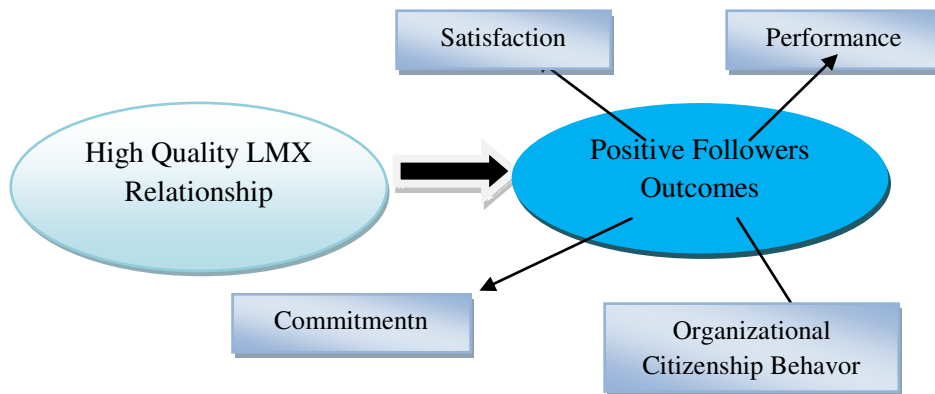 Satisfaction
Performance
High Quality LMX
Relationship
Positive Followers
Outcomes
Commitmentn
Organizational
Citizenship Behavor